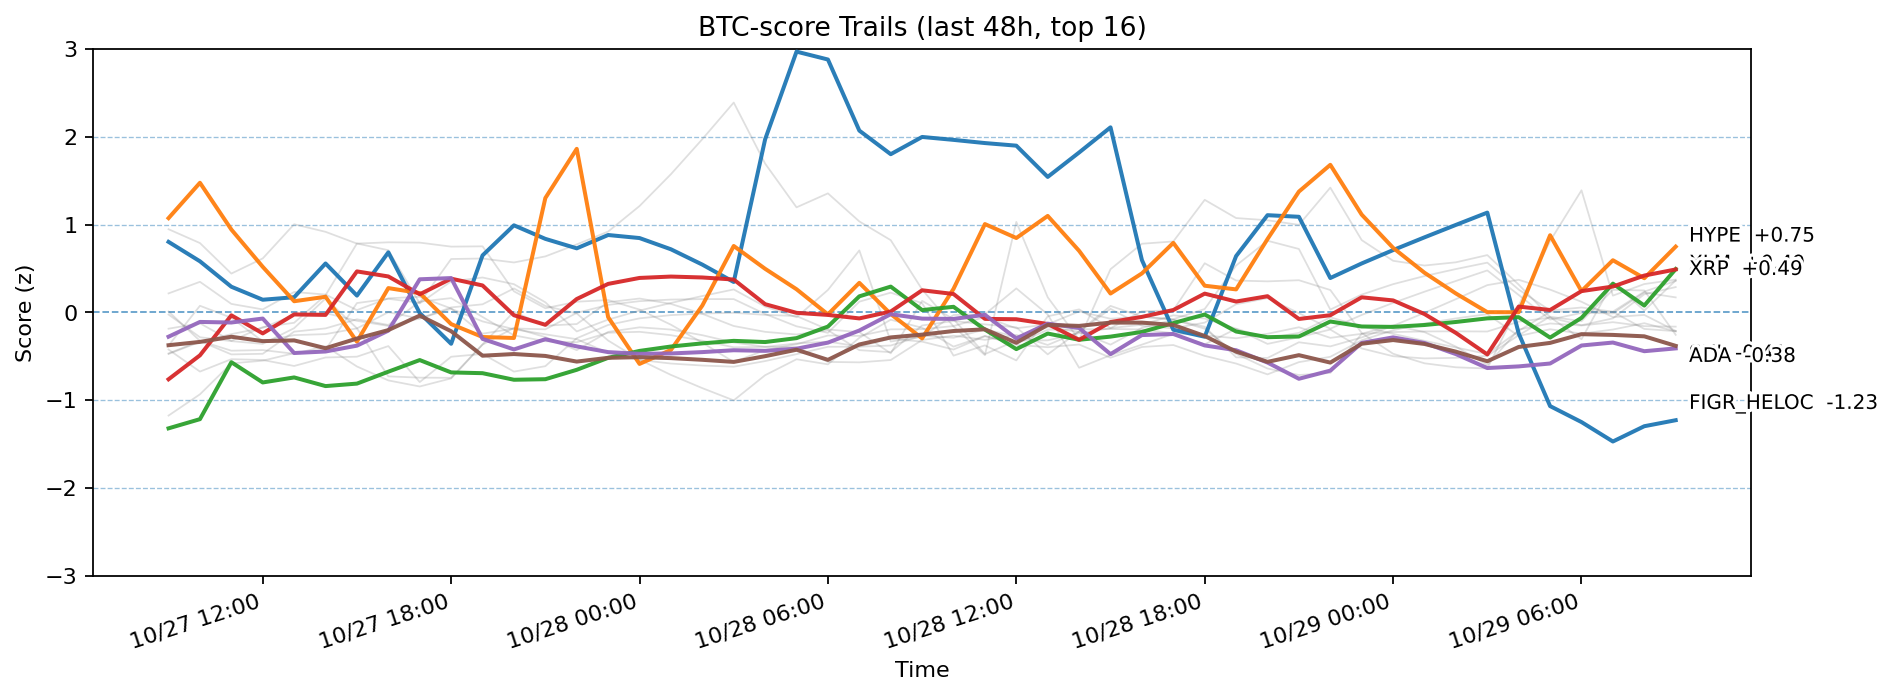 BTC-score Trails (last 48h, top 16)
Score (z)
3
2
1
0
−1
−2
−3
HYPE +0.75
XRP +0.49
ADA -0.38
FIGR_HELOC -1.23
10/27 12:00
10/27 18:00
10/28 00:00
10/28 06:00
10/28 12:00
10/28 18:00
10/29 00:00
10/29 06:00
Time